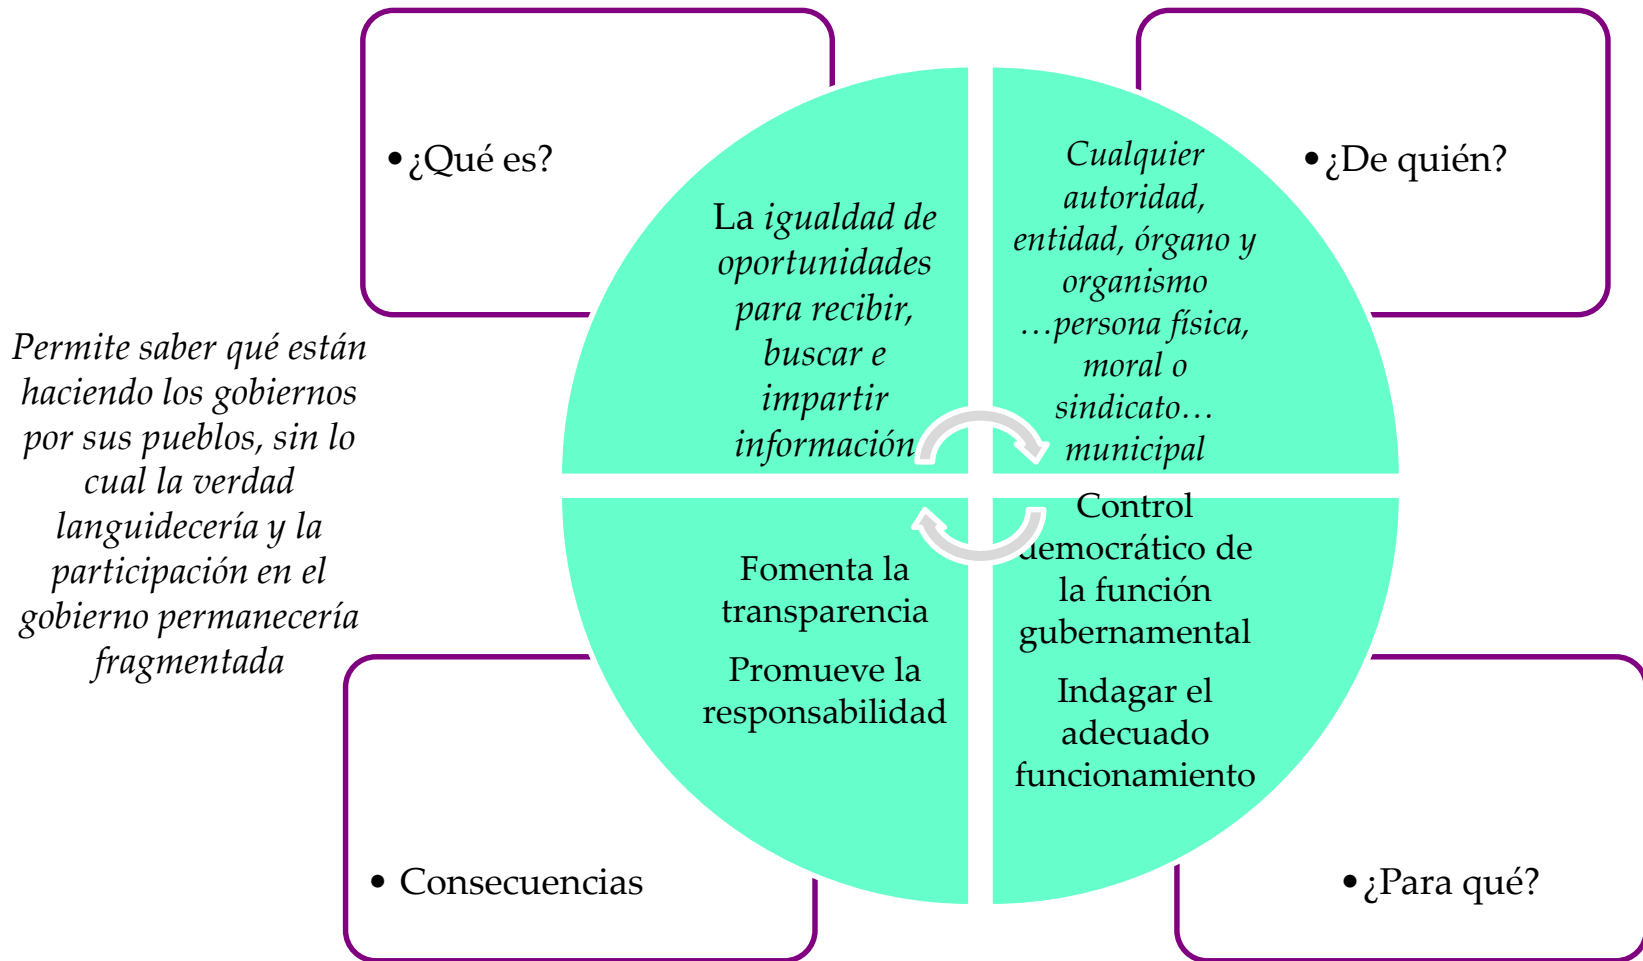 •¿Qué es?
La igualdad de
oportunidades
para recibir,
buscar e
impartir
información
Cualquier
autoridad,
entidad, órgano y
organismo
…persona física,
moral o
sindicato…
municipal
•¿De quién?
Permite saber qué están
haciendo los gobiernos
por sus pueblos, sin lo
cual la verdad
languidecería y la
participación en el
gobierno permanecería
fragmentada
Fomenta la
transparencia
Promueve la
responsabilidad
Control
democrático de
la función
gubernamental
Indagar el
adecuado
funcionamiento
• Consecuencias
•¿Para qué?